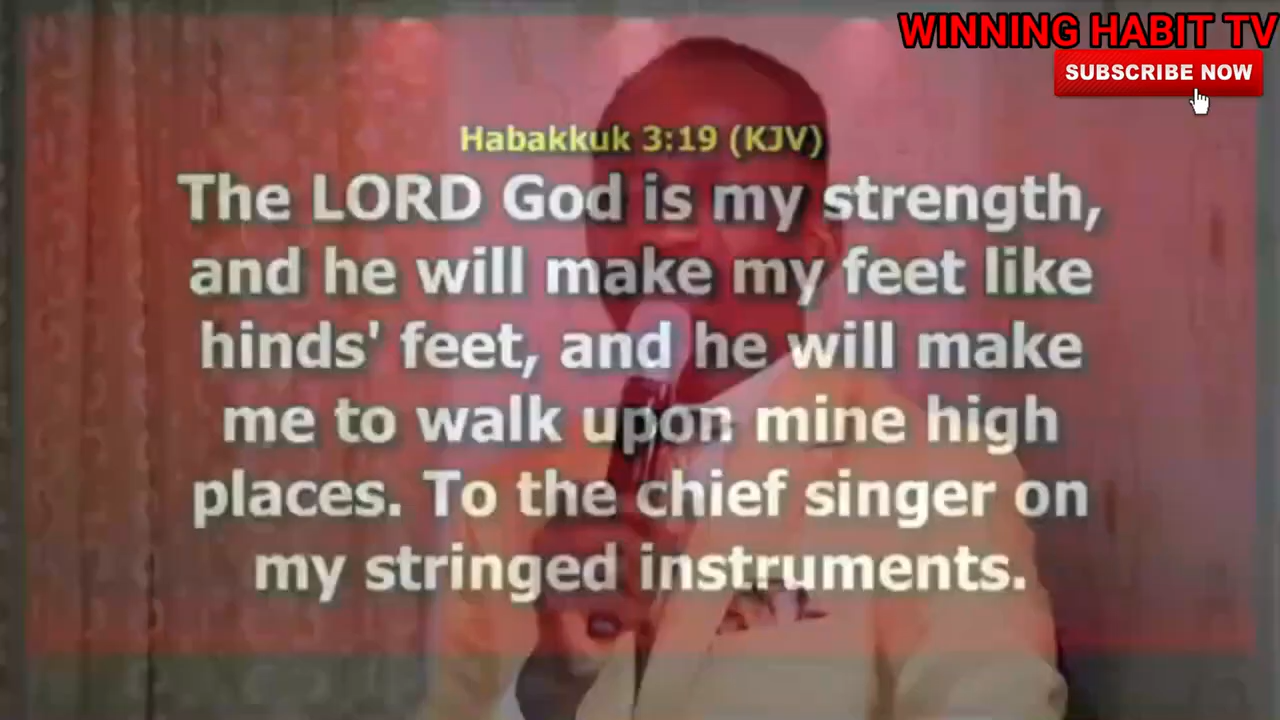 WINNING HABIT TV
SUBSCRIBE NOW
Habakkuk 3:19 (KJV)
The LORD God is my strength,
and he will make my feet like
hinds' feet, and he will make
me to walk upon mine high
places. To the chief singer on
my stringed instruments.